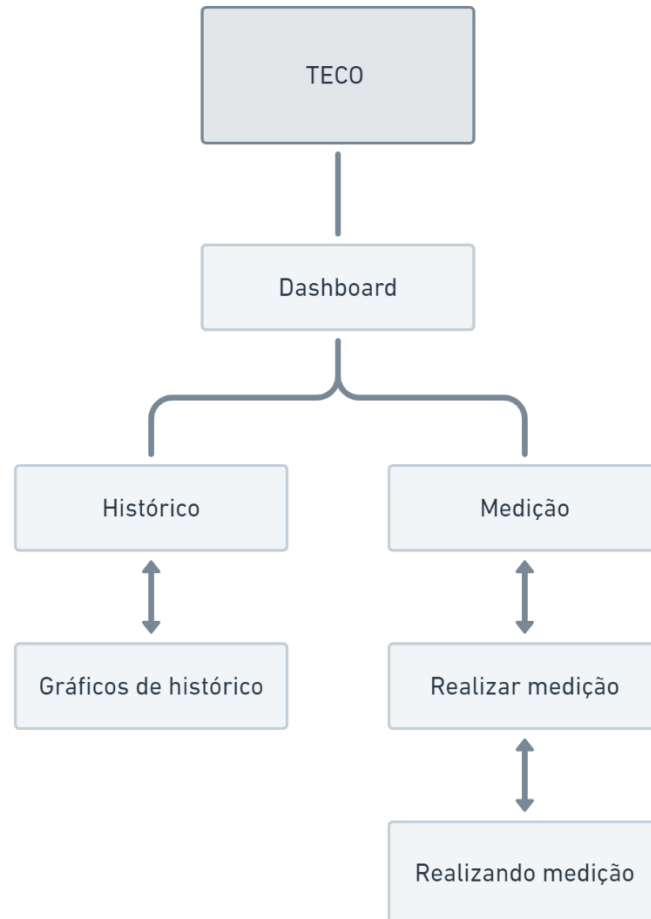 TECO
Dashboard
Histórico
Medição
Gráficos de histórico
Realizar medição
Realizando medição